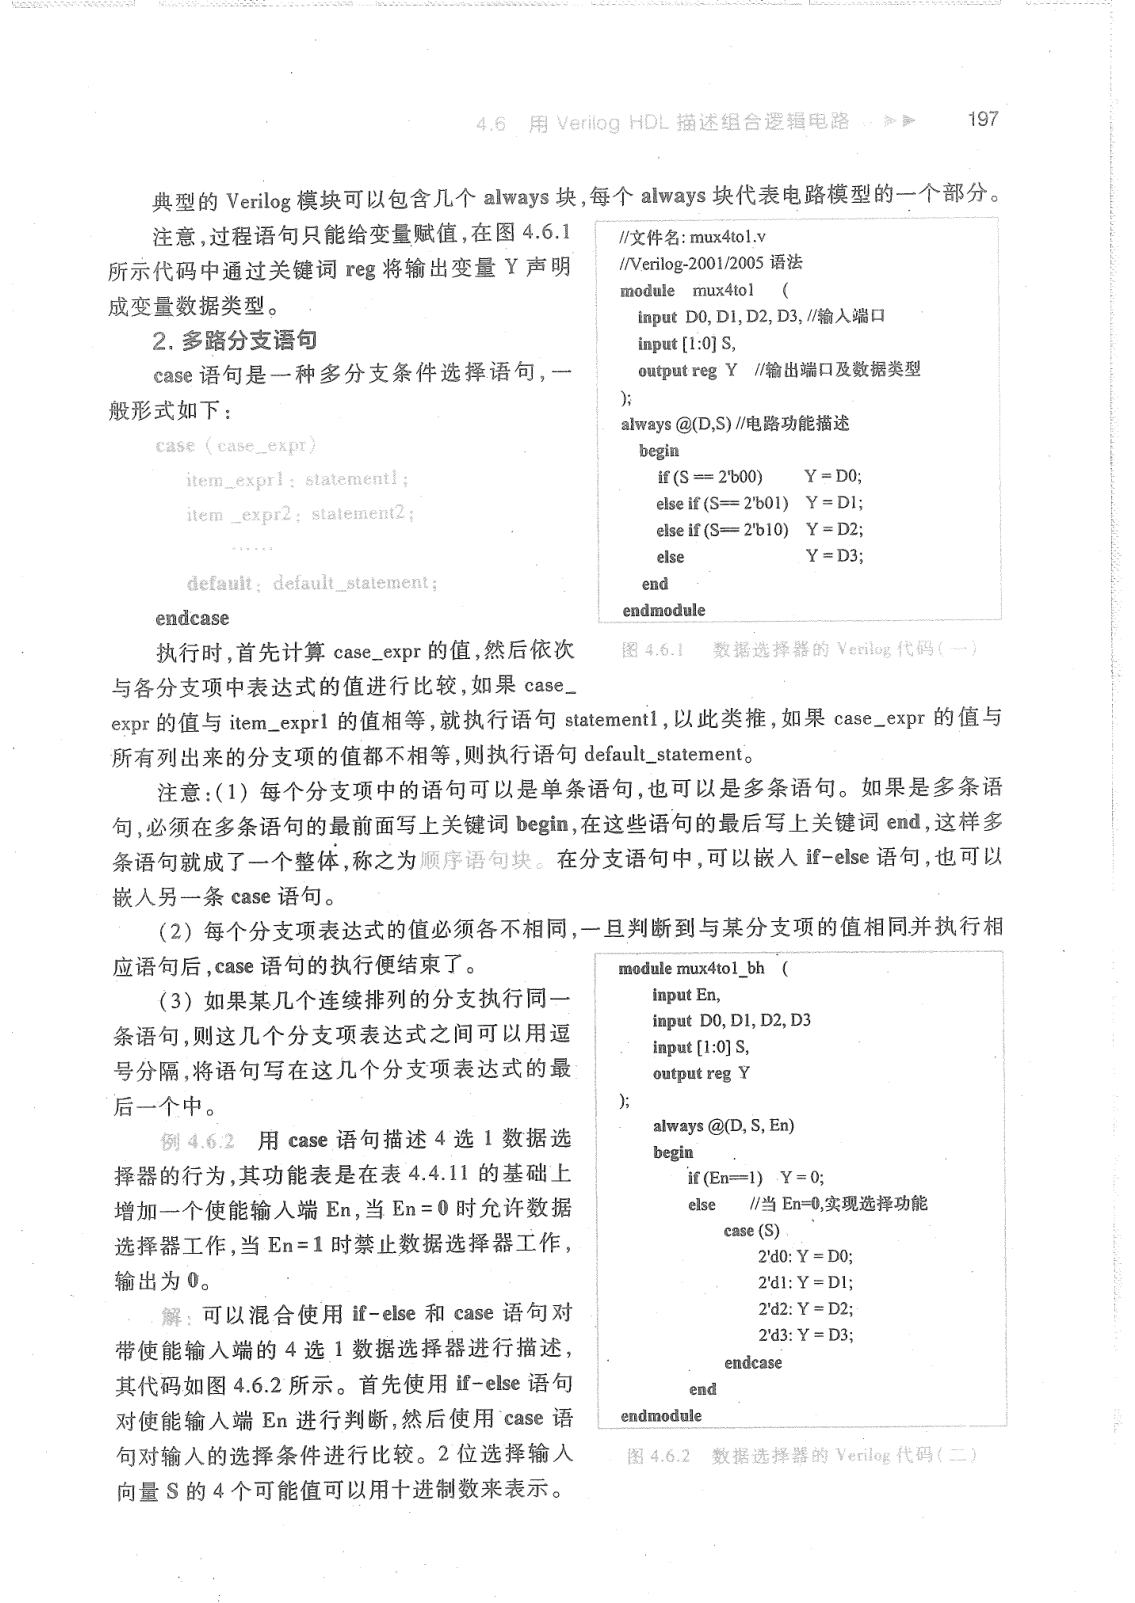 4.6 用 Verilog HDL 描述组合逻辑电路 197
典型的 Verilog 模块可以包含几个 always 块,每个 always 块代表电路模型的一个部分。
注意,过程语句只能给变量赋值,在图 4.6.1
所示代码中通过关键词 reg 将输出变量 Y 声明
成变量数据类型。
2. 多路分支语句
case 语句是一种多分支条件选择语句,一
般形式如下:
case (case_expr)
item_expr1: statement1;
item _expr2: statement2;
……
default: default_statement;
endcase
执行时,首先计算 case_expr 的值,然后依次
与各分支项中表达式的值进行比较,如果 case_
//文件名: mux4to1.v
//Verilog-2001/2005 语法
module mux4to1 (
input D0, D1, D2, D3, //输入端口
input [1:0] S,
output reg Y //输出端口及数据类型
);
always @(D,S) //电路功能描述
begin
if (S == 2'b00) Y = D0;
else if (S== 2'b01) Y = D1;
else if (S== 2'b10) Y = D2;
else Y = D3;
end
endmodule
图 4.6.1 数据选择器的 Verilog 代码(一)
expr 的值与 item_expr1 的值相等,就执行语句 statement1,以此类推,如果 case_expr 的值与
所有列出来的分支项的值都不相等,则执行语句 default_statement。
注意:(1) 每个分支项中的语句可以是单条语句,也可以是多条语句。如果是多条语
句,必须在多条语句的最前面写上关键词 begin,在这些语句的最后写上关键词 end,这样多
条语句就成了一个整体,称之为顺序语句块。在分支语句中,可以嵌入 if-else 语句,也可以
嵌入另一条 case 语句。
(2) 每个分支项表达式的值必须各不相同,一旦判断到与某分支项的值相同并执行相
应语句后,case 语句的执行便结束了。
(3) 如果某几个连续排列的分支执行同一
条语句,则这几个分支项表达式之间可以用逗
号分隔,将语句写在这几个分支项表达式的最
后一个中。
例 4.6.2 用 case 语句描述 4 选 1 数据选
择器的行为,其功能表是在表 4.4.11 的基础上
增加一个使能输入端 En,当 En = 0 时允许数据
选择器工作,当 En=1 时禁止数据选择器工作,
输出为 0。
解: 可以混合使用 if-else 和 case 语句对
带使能输入端的 4 选 1 数据选择器进行描述,
其代码如图 4.6.2 所示。首先使用 if-else 语句
对使能输入端 En 进行判断,然后使用 case 语
句对输入的选择条件进行比较。2 位选择输入
向量 S 的 4 个可能值可以用十进制数来表示。
module mux4to1_bh (
input En,
input D0, D1, D2, D3
input [1:0] S,
output reg Y
);
always @(D, S, En)
begin
if (En==1) Y = 0;
else //当 En=0,实现选择功能
case (S)
2'd0: Y = D0;
2'd1: Y = D1;
2'd2: Y = D2;
2'd3: Y = D3;
endcase
end
endmodule
图 4.6.2 数据选择器的 Verilog 代码(二)